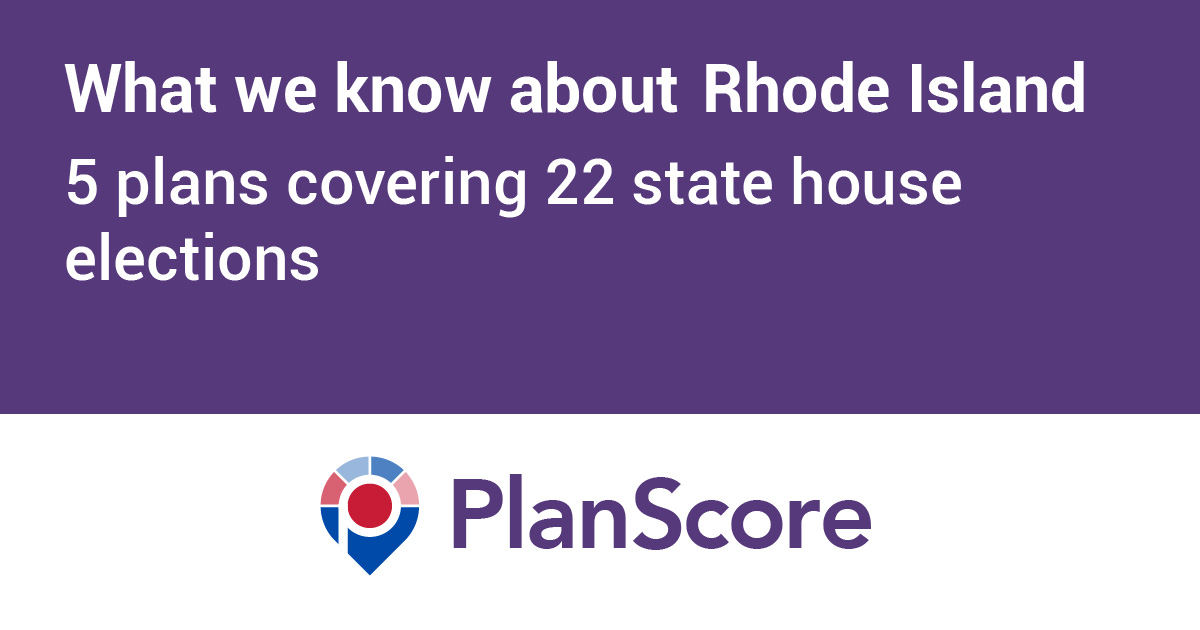 What we know about Rhode Island
5 plans covering 22 state house
elections
PlanScore